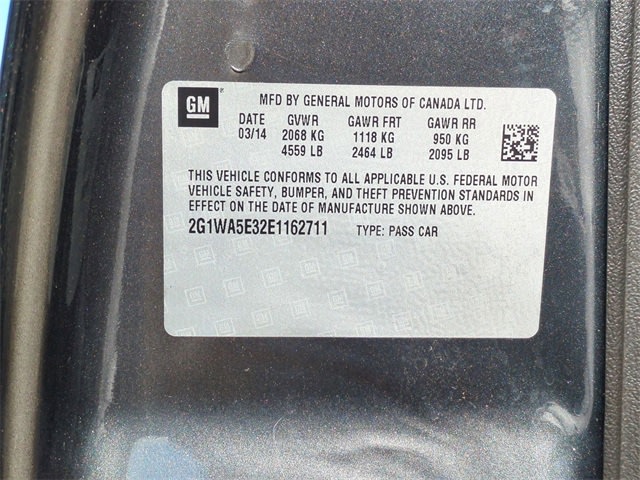 GM
MFD BY GENERAL MOTORS OF CANADA LTD.
DATE GVWR GAWR FRT GAWR RR
03/14 2068 KG 1118 KG 950 KG
4559 LB 2464 LB 2095 LB
THIS VEHICLE CONFORMS TO ALL APPLICABLE U.S. FEDERAL MOTOR
VEHICLE SAFETY, BUMPER, AND THEFT PREVENTION STANDARDS IN
EFFECT ON THE DATE OF MANUFACTURE SHOWN ABOVE.
2G1WA5E32E1162711 TYPE: PASS CAR